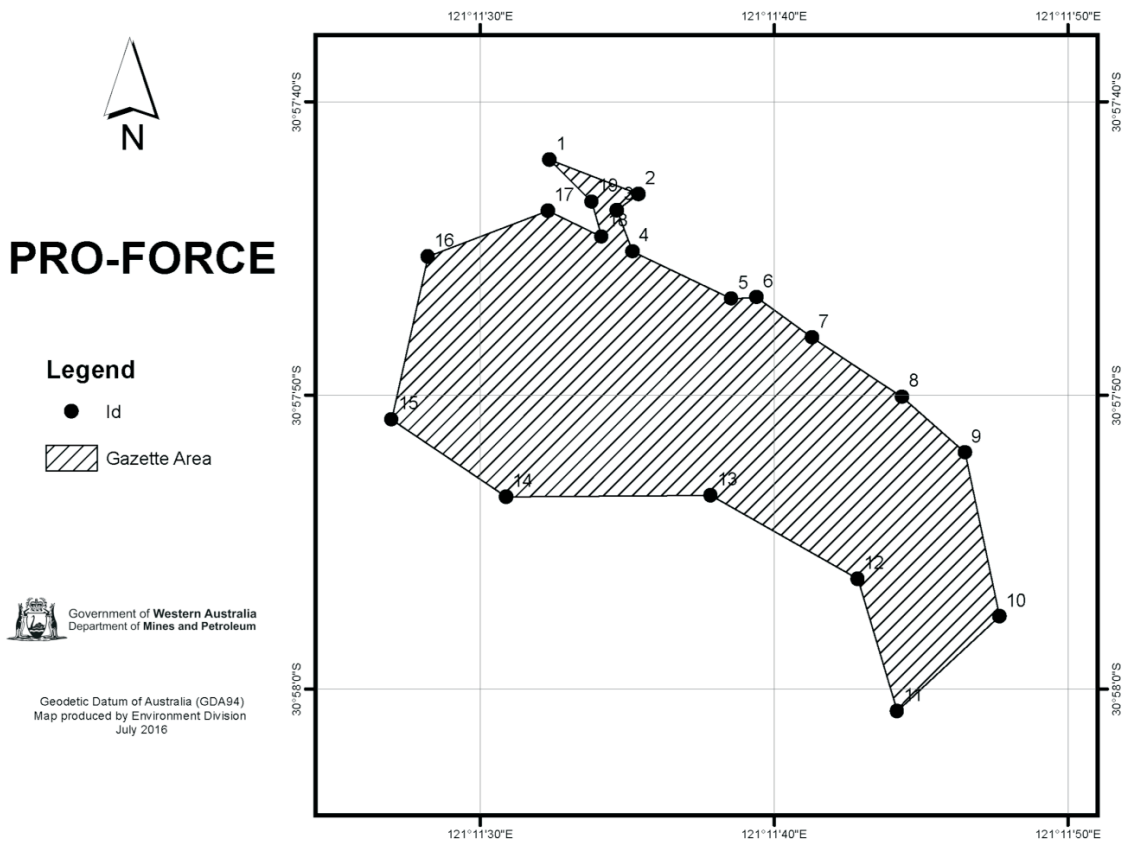 121°11'30"E
121°11'40"E
121°11'50"E
30°57'40"S
30°57'40"S
N
1
2
19
3
17
18
4
16
PRO-FORCE
5
6
7
Legend
Id
Gazette Area
8
30°57'50"S
30°57'50"S
15
9
14
13
12
10
Government of Western Australia
Department of Mines and Petroleum
11
30°58'0"S
30°58'0"S
Geodetic Datum of Australia (GDA94)
Map produced by Environment Division
July 2016
121°11'30"E
121°11'40"E
121°11'50"E